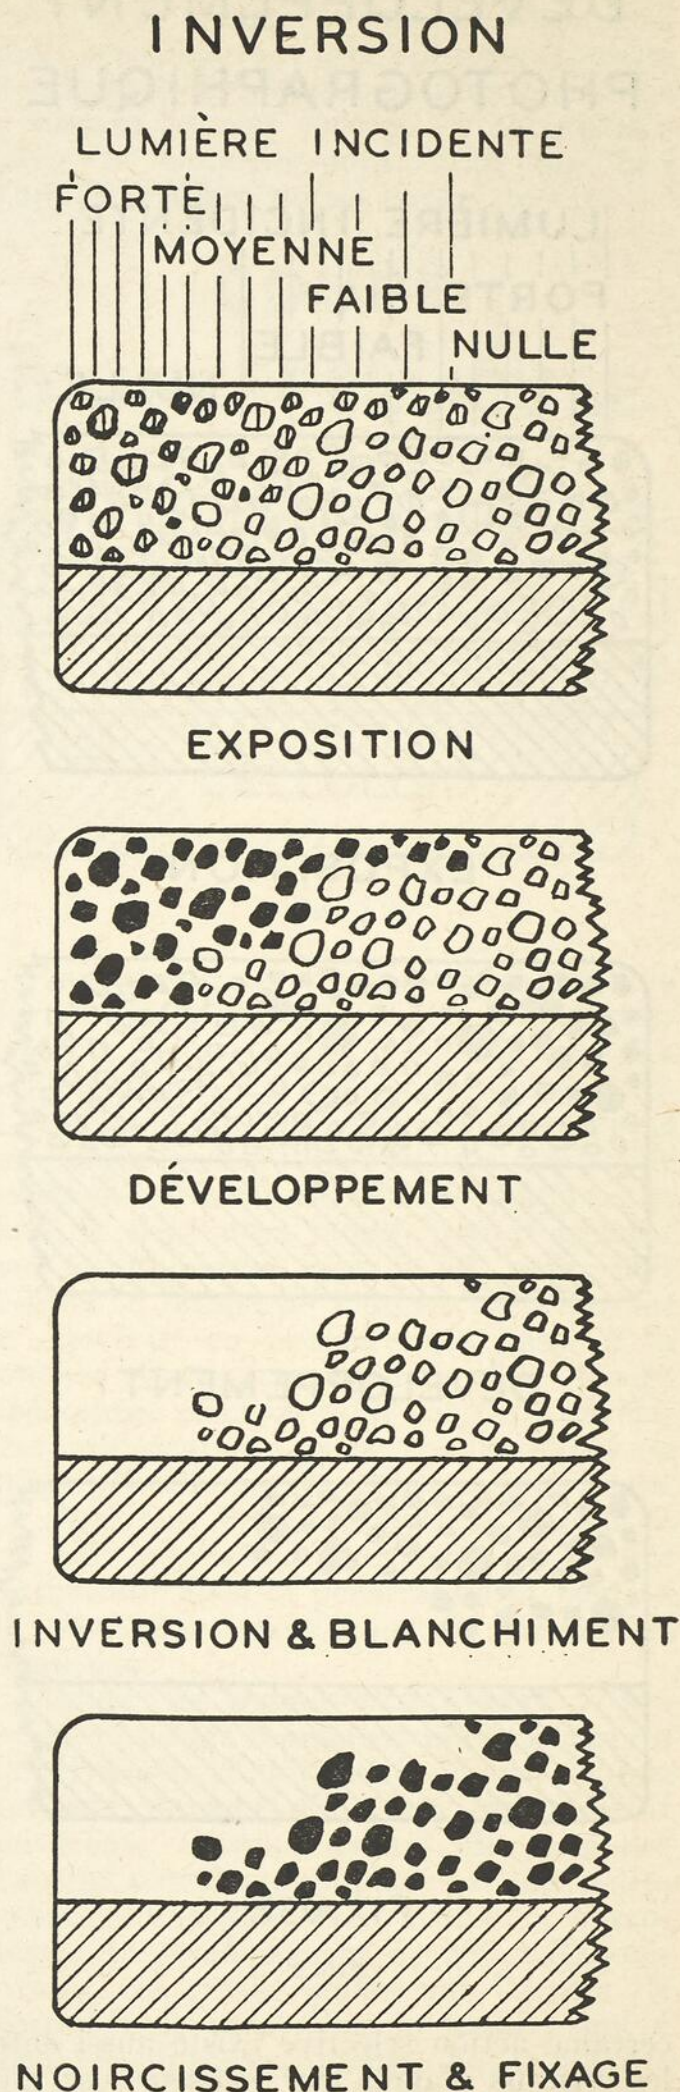 INVERSION
LUMIÈRE INCIDENTE
FORTE
MOYENNE
FAIBLE
NULLE
EXPOSITION
DÉVELOPPEMENT
INVERSION & BLANCHIMENT
NOIRCISSEMENT & FIXAGE